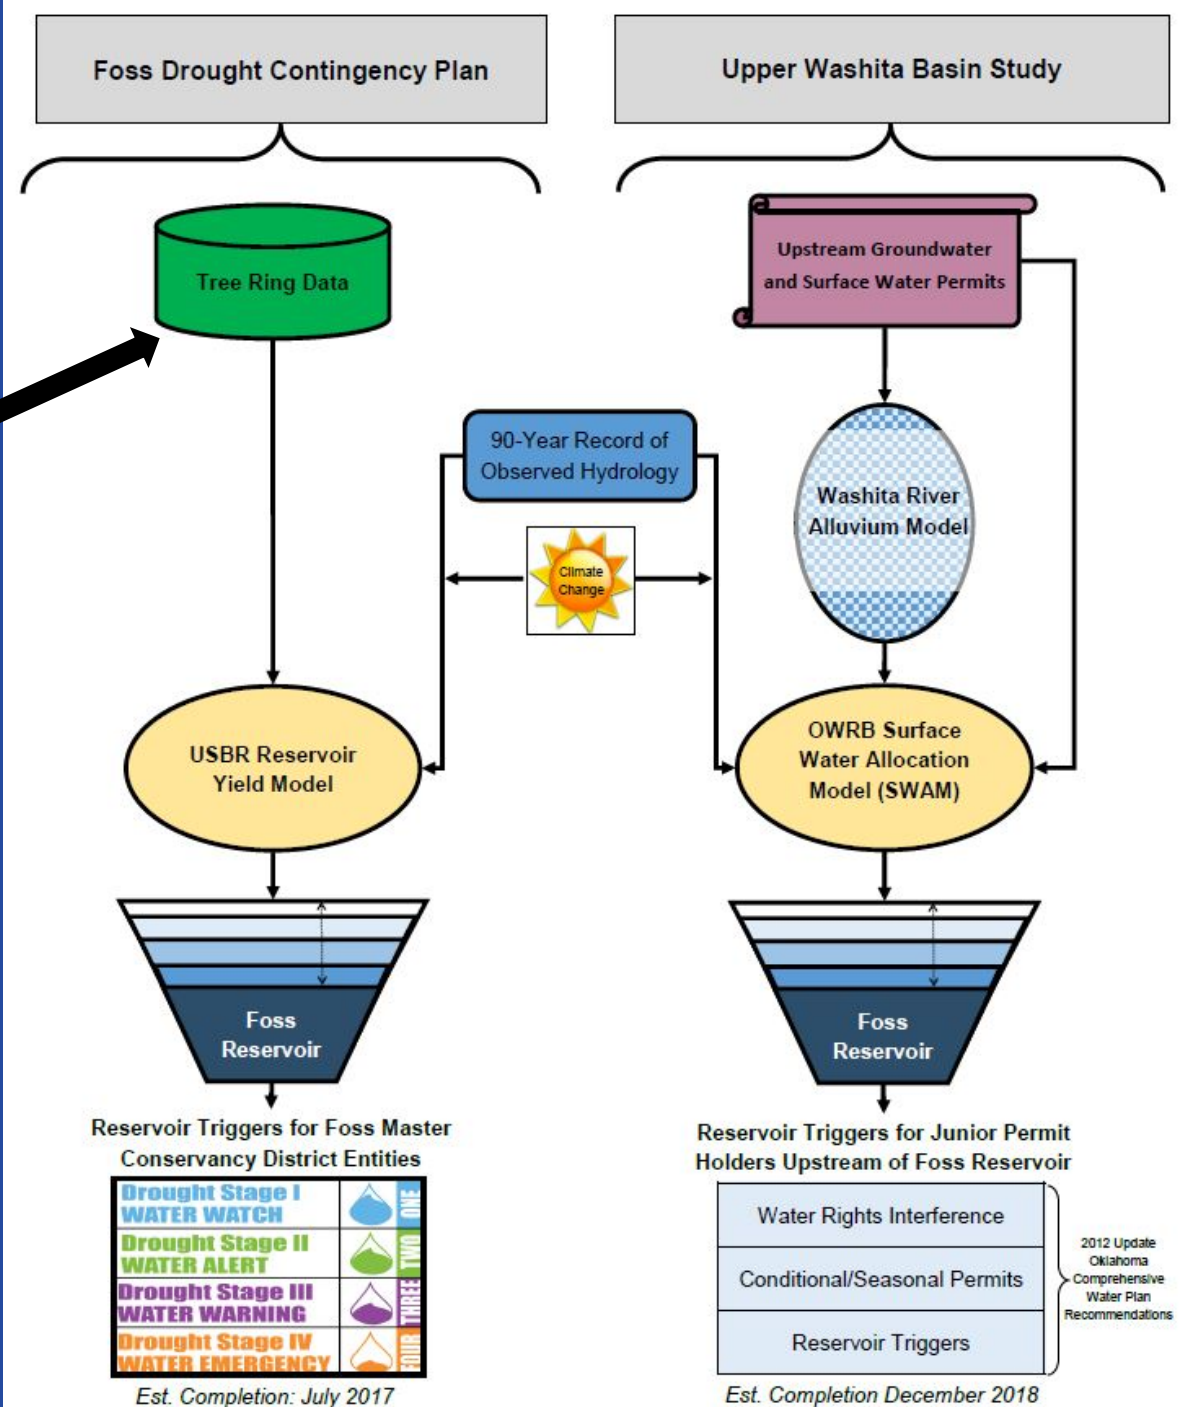 Foss Drought Contingency Plan
Upper Washita Basin Study
Tree Ring Data
Upstream Groundwater
and Surface Water Permits
90-Year Record of
Observed Hydrology
Washita River
Alluvium Model
Climate
Change
USBR Reservoir
Yield Model
OWRB Surface
Water Allocation
Model (SWAM)
Foss
Reservoir
Foss
Reservoir
Reservoir Triggers for Foss Master
Conservancy District Entities
Drought Stage I
WATER WATCH
ONE
Drought Stage II
WATER ALERT
TWO
Drought Stage III
WATER WARNING
THREE
Drought Stage IV
WATER EMERGENCY
FOUR
Est. Completion: July 2017
Reservoir Triggers for Junior Permit
Holders Upstream of Foss Reservoir
Water Rights Interference
Conditional/Seasonal Permits
Reservoir Triggers
2012 Update
Oklahoma
Comprehensive
Water Plan
Recommendations
Est. Completion December 2018